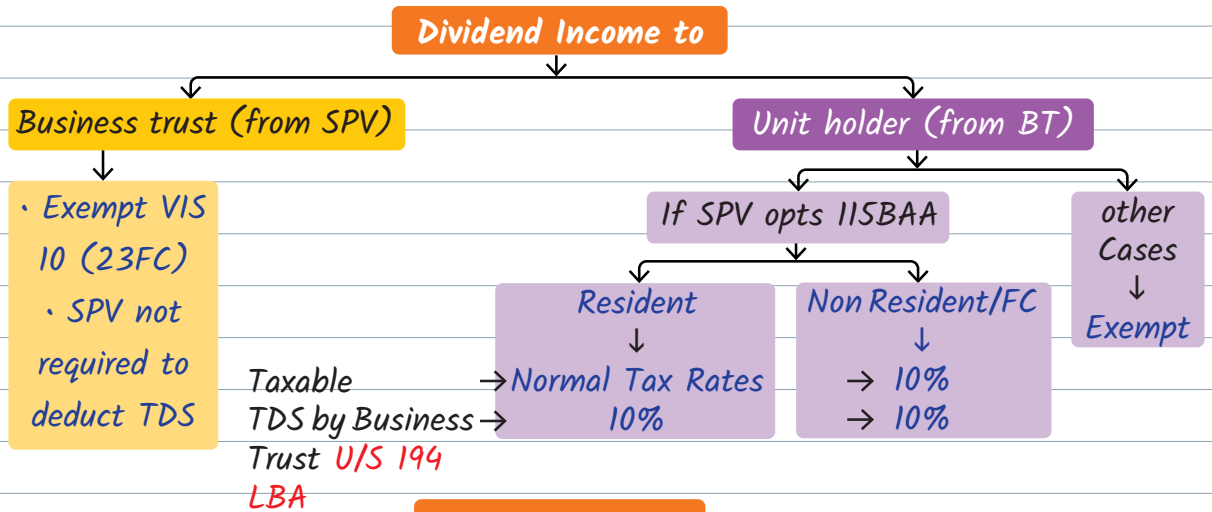 Dividend Income to
Business trust (from SPV)
Unit holder (from BT)
• Exempt VIS
10 (23FC)
• SPV not
required to
deduct TDS
If SPV opts 115BAA
other
Cases
↓
Exempt
Resident
↓
Non Resident/FC
↓
Taxable → Normal Tax Rates → 10%
TDS by Business → 10% → 10%
Trust U/S 194
LBA